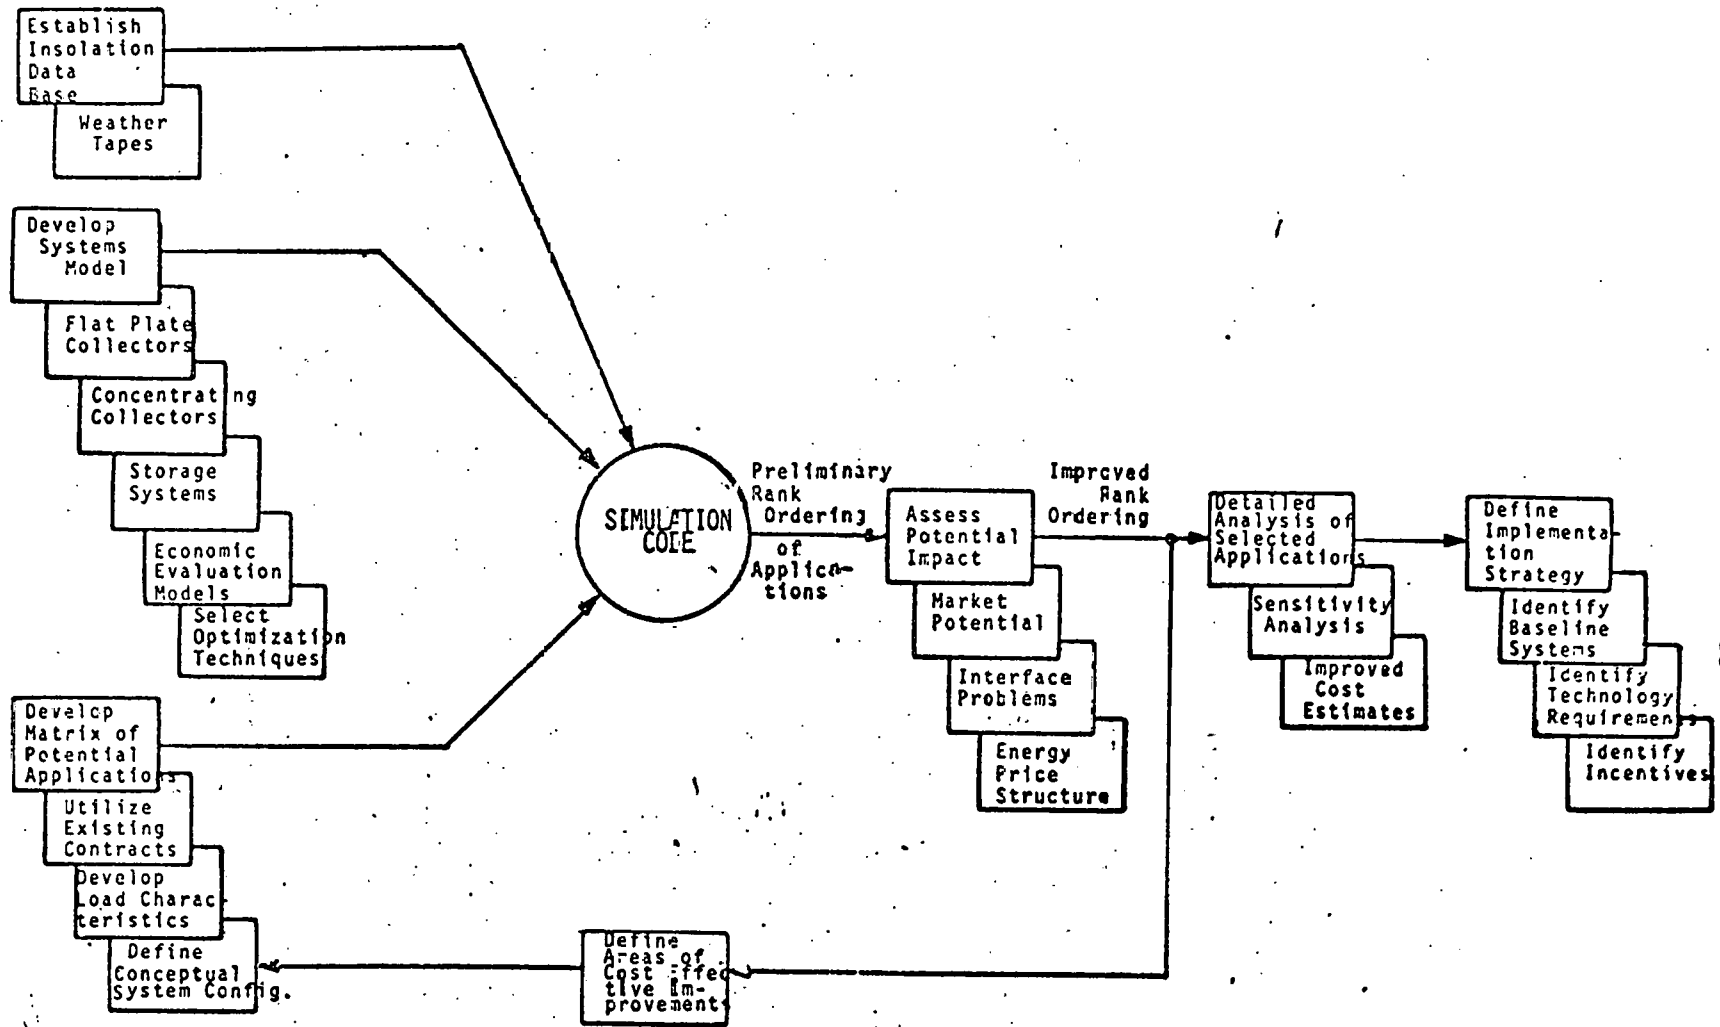 Establish
Insolation
Data
Base
Weather
Tapes
Develop
Systems
Model
Flat Plate
Collectors
Concentrating
Collectors
Storage
Systems
Economic
Evaluation
Models
Select
Optimization
Techniques
Develop
Matrix of
Potential
Applications
Utilize
Existing
Contracts
Develop
Load Charac-
teristics
Define
Conceptual
System Config.
SIMULATION
CODE
Preliminary
Rank
Ordering
of
Applica-
tions
Assess
Potential
Impact
Market
Potential
Interface
Problems
Energy
Price
Structure
Improved
Rank
Ordering
Detailed
Analysis of
Selected
Applications
Sensitivity
Analysis
Improved
Cost
Estimates
Define
Implementa-
tion
Strategy
Identify
Baseline
Systems
Identify
Technology
Requirements
Identify
Incentives
Define
Areas of
Cost Effec-
tive Im-
provements